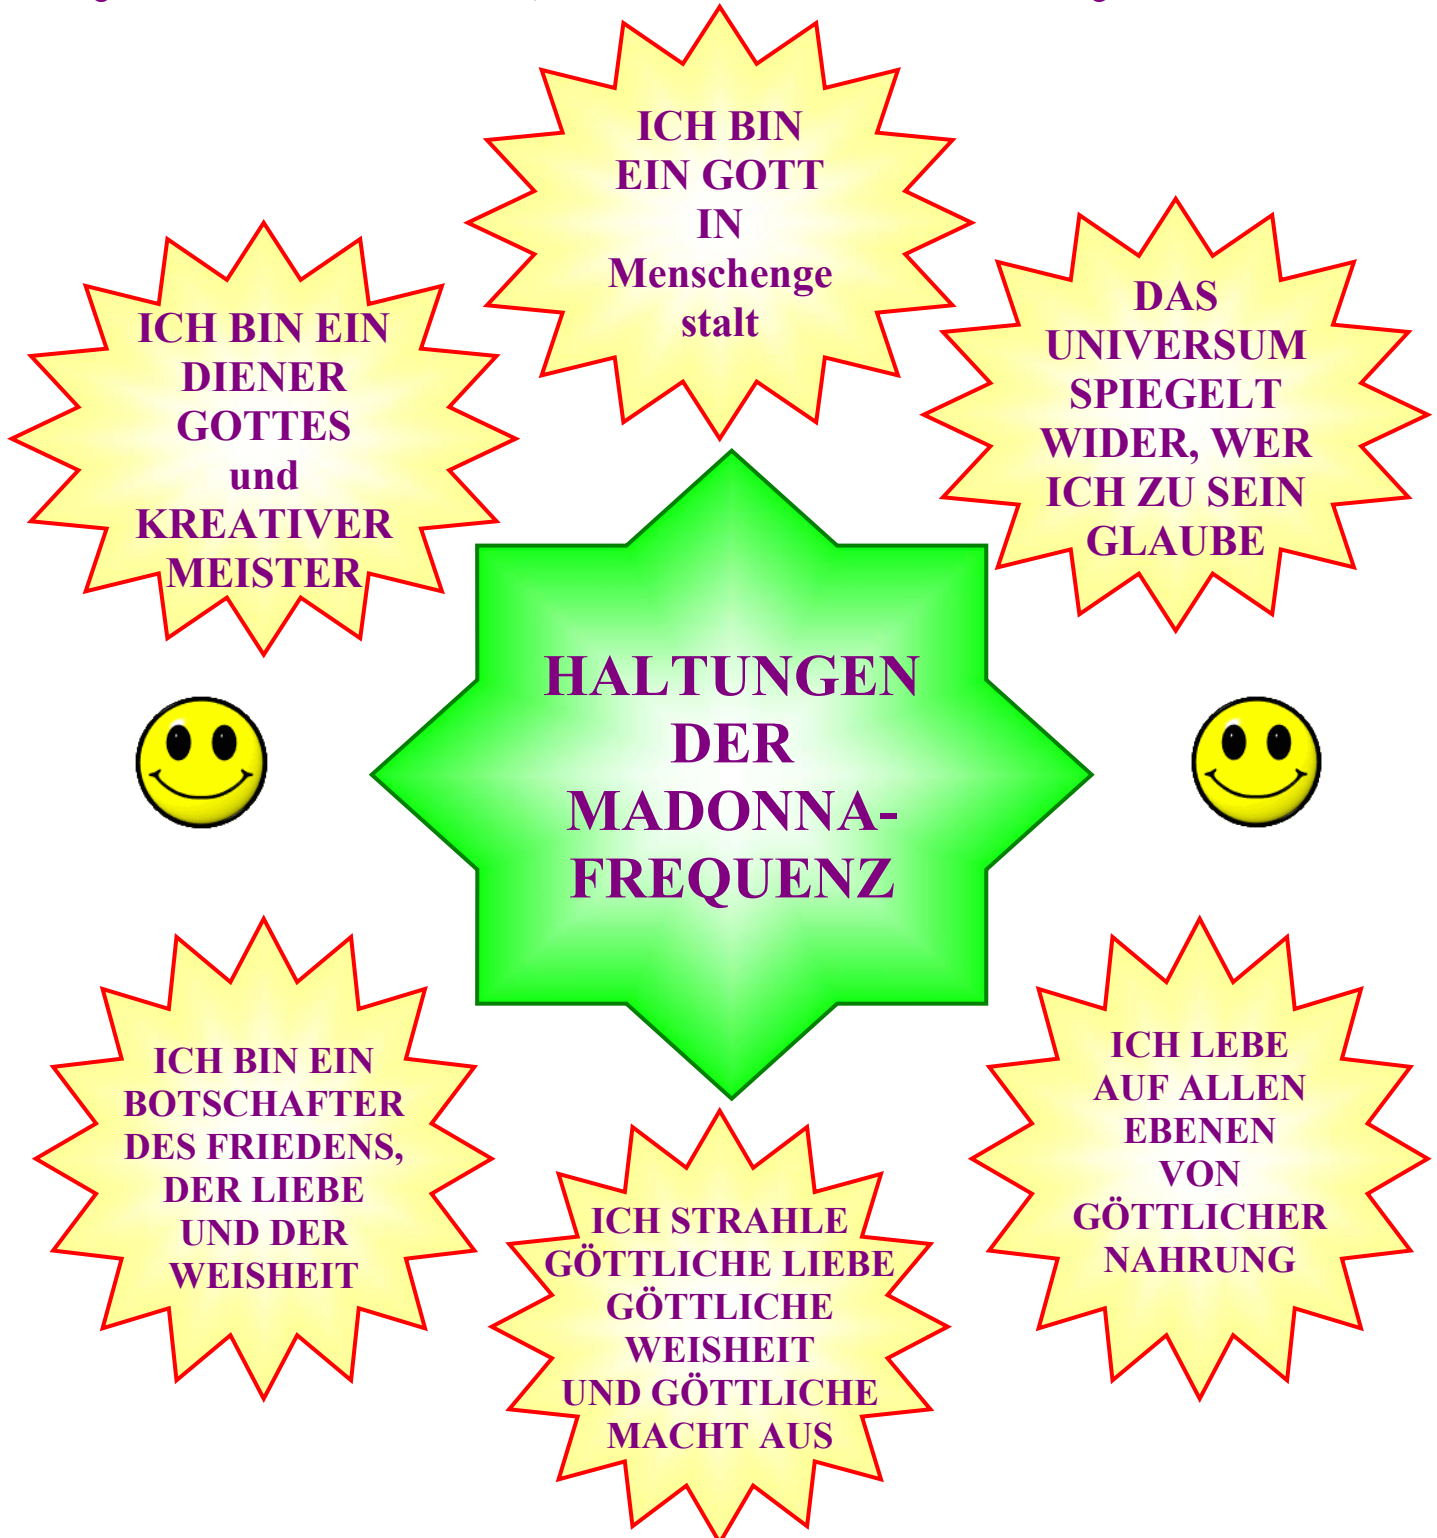 ICH BIN
EIN GOTT
IN
Menschenge
stalt
ICH BIN EIN
DIENER
GOTTES
und
KREATIVER
MEISTER
DAS
UNIVERSUM
SPIEGELT
WIDER, WER
ICH ZU SEIN
GLAUBE
HALTUNGEN
DER
MADONNA-
FREQUENZ
ICH BIN EIN
BOTSCHAFTER
DES FRIEDENS,
DER LIEBE
UND DER
WEISHEIT
ICH STRAHLE
GÖTTLICHE LIEBE
GÖTTLICHE
WEISHEIT
UND GÖTTLICHE
MACHT AUS
ICH LEBE
AUF ALLEN
EBENEN
VON
GÖTTLICHER
NAHRUNG